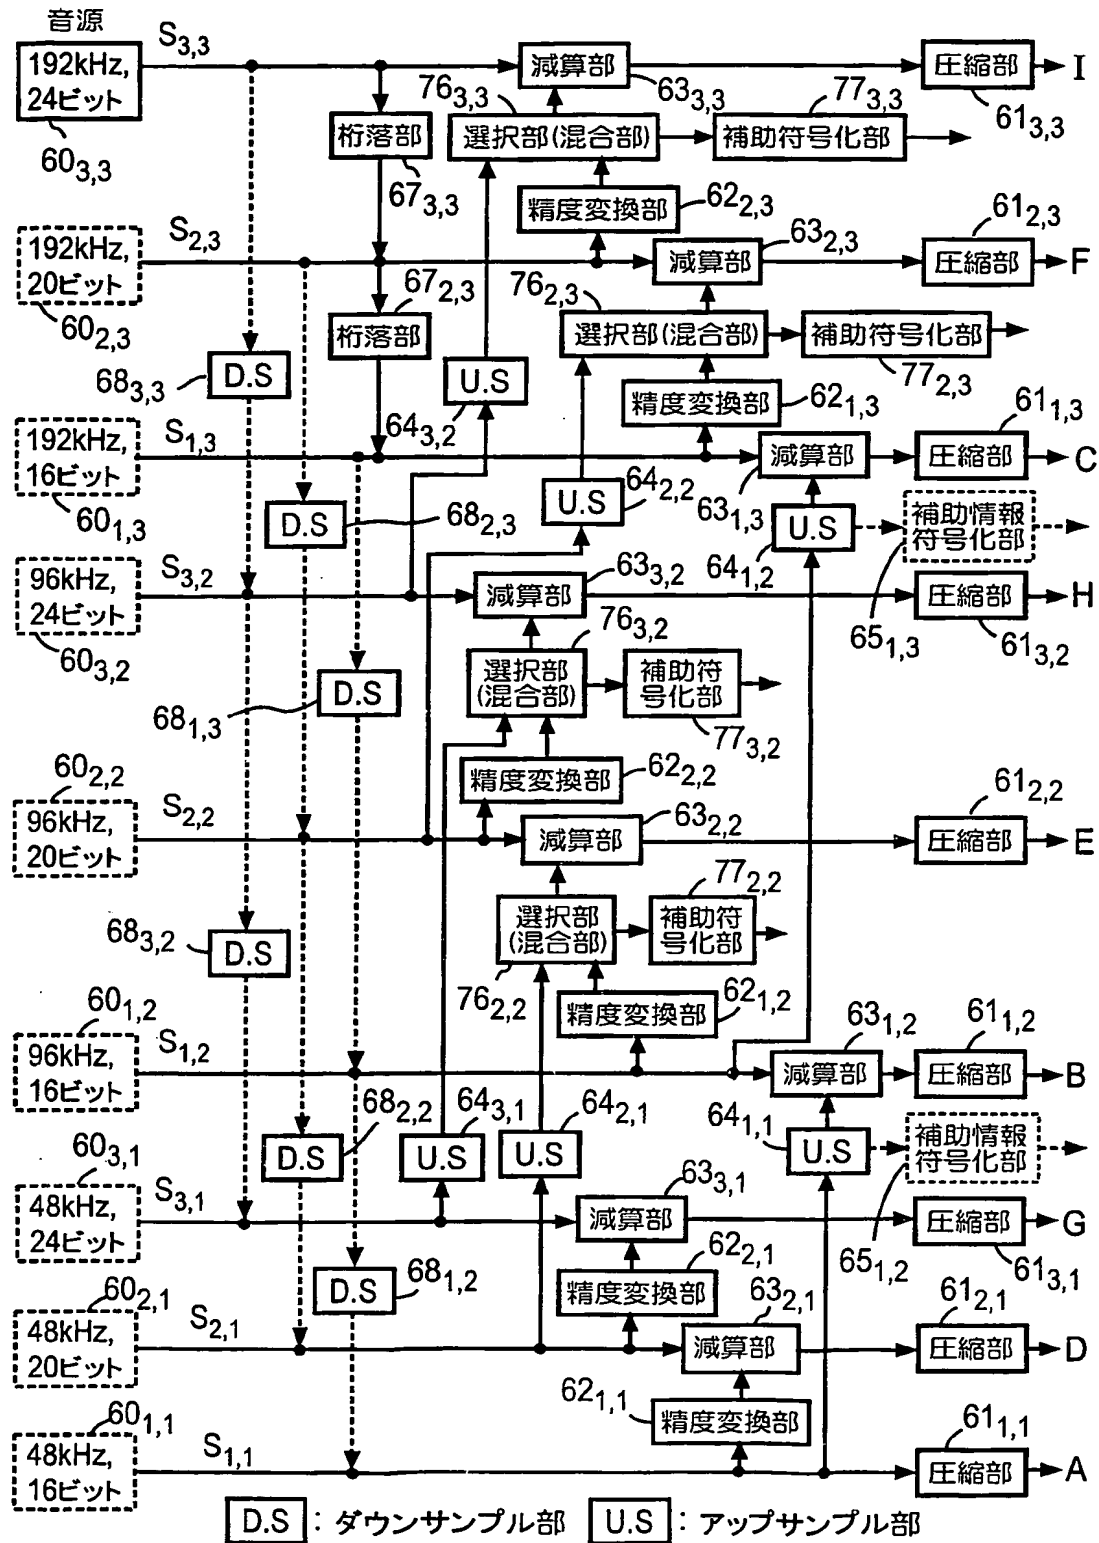 音源
192kHz,
24ビット
60₃,₃
S₃,₃
減算部
63₃,₃
圧縮部
61₃,₃
I
桁落部
67₃,₃
76₃,₃
選択部(混合部)
77₃,₃
補助符号化部
精度変換部
62₂,₃
192kHz,
20ビット
60₂,₃
S₂,₃
減算部
63₂,₃
圧縮部
61₂,₃
F
桁落部
67₂,₃
76₂,₃
選択部(混合部)
補助符号化部
77₂,₃
D.S
68₃,₃
U.S
64₃,₂
精度変換部
62₁,₃
192kHz,
16ビット
60₁,₃
S₁,₃
減算部
63₁,₃
圧縮部
61₁,₃
C
D.S
68₂,₃
U.S
64₂,₂
U.S
64₁,₂
補助情報
符号化部
65₁,₃
96kHz,
24ビット
60₃,₂
S₃,₂
減算部
63₃,₂
圧縮部
61₃,₂
H
D.S
68₁,₃
選択部
(混合部)
76₃,₂
補助符
号化部
77₃,₂
精度変換部
62₂,₂
60₂,₂
96kHz,
20ビット
S₂,₂
減算部
63₂,₂
圧縮部
61₂,₂
E
D.S
68₃,₂
選択部
(混合部)
76₂,₂
補助符
号化部
77₂,₂
精度変換部
62₁,₂
60₁,₂
96kHz,
16ビット
S₁,₂
減算部
63₁,₂
圧縮部
61₁,₂
B
D.S
68₂,₂
U.S
64₃,₁
U.S
64₂,₁
U.S
64₁,₁
補助情報
符号化部
65₁,₂
60₃,₁
48kHz,
24ビット
S₃,₁
減算部
63₃,₁
圧縮部
61₃,₁
G
D.S
68₁,₂
精度変換部
62₂,₁
60₂,₁
48kHz,
20ビット
S₂,₁
減算部
63₂,₁
圧縮部
61₂,₁
D
精度変換部
62₁,₁
60₁,₁
48kHz,
16ビット
S₁,₁
圧縮部
61₁,₁
A
D.S : ダウンサンプル部 U.S : アップサンプル部